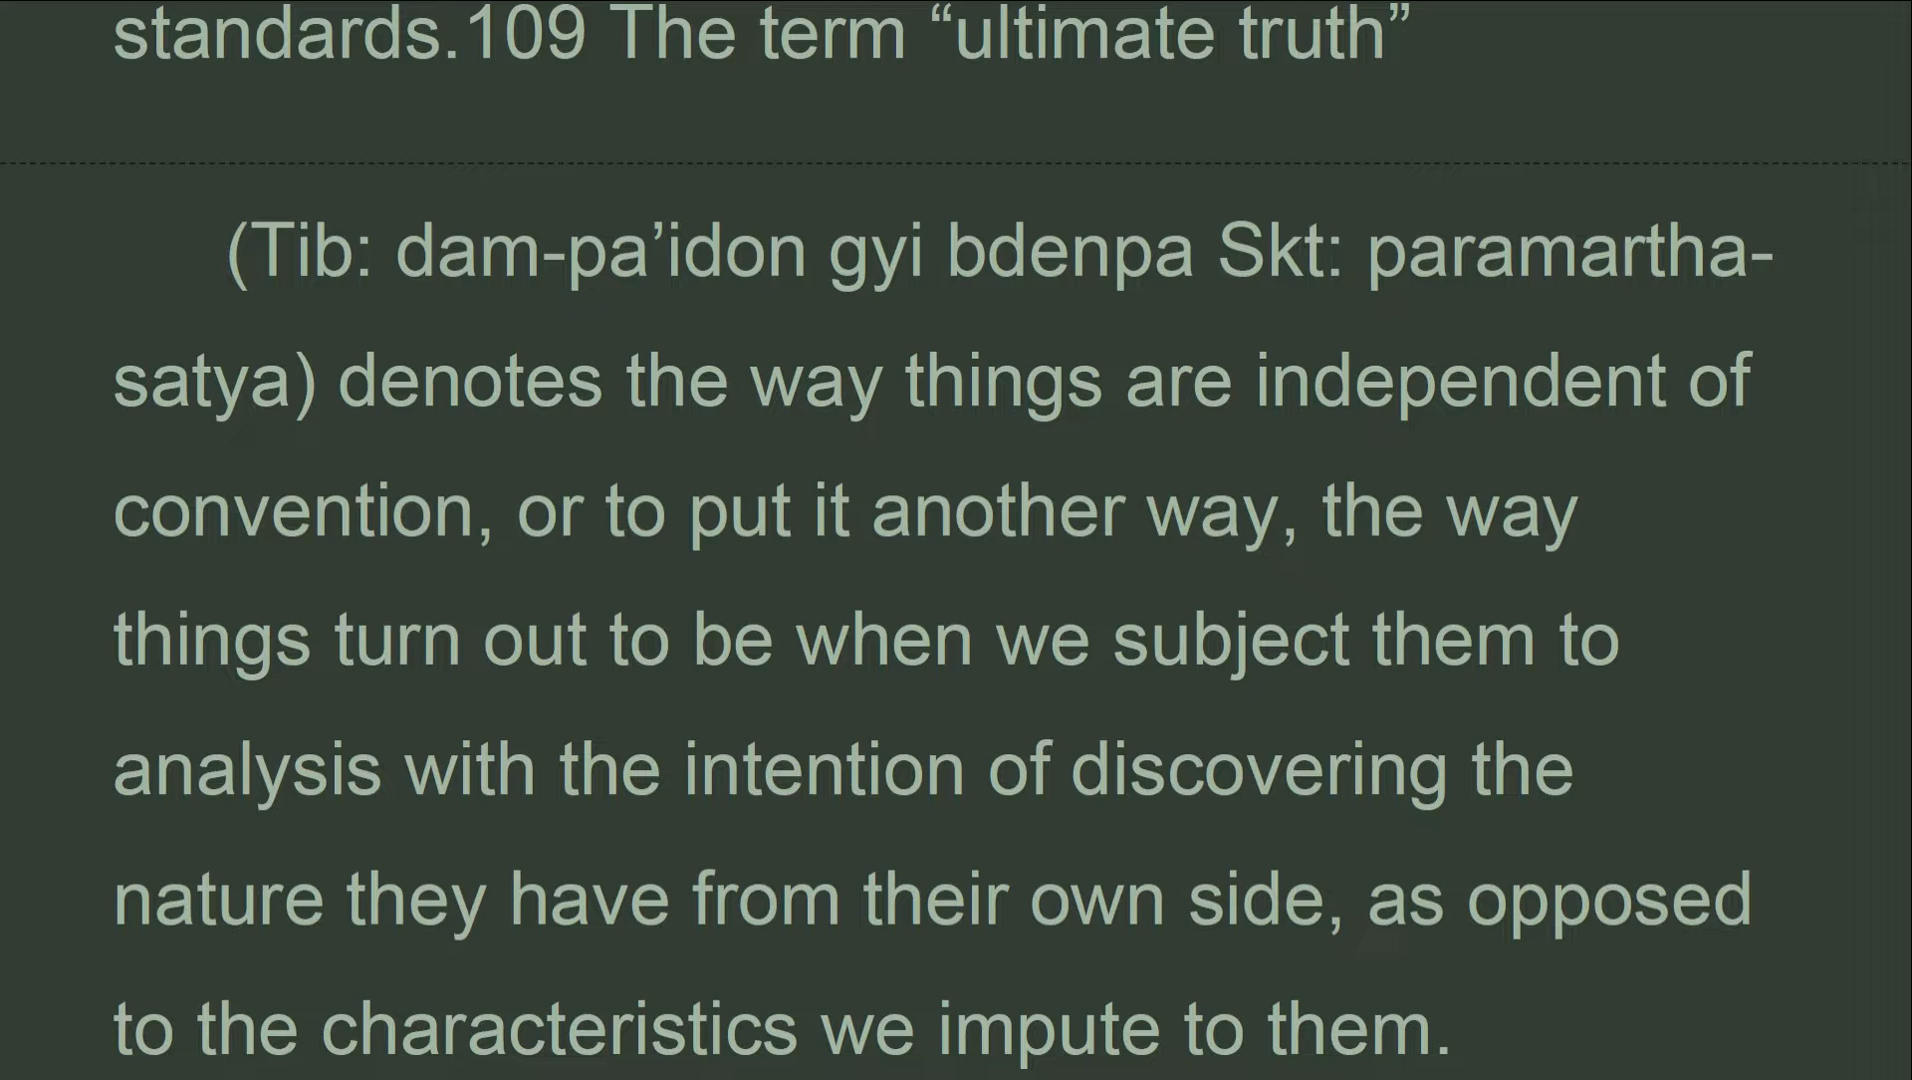 standards.109 The term “ultimate truth”
(Tib: dam-pa’idon gyi bdenpa Skt: paramartha-
satya) denotes the way things are independent of
convention, or to put it another way, the way
things turn out to be when we subject them to
analysis with the intention of discovering the
nature they have from their own side, as opposed
to the characteristics we impute to them.